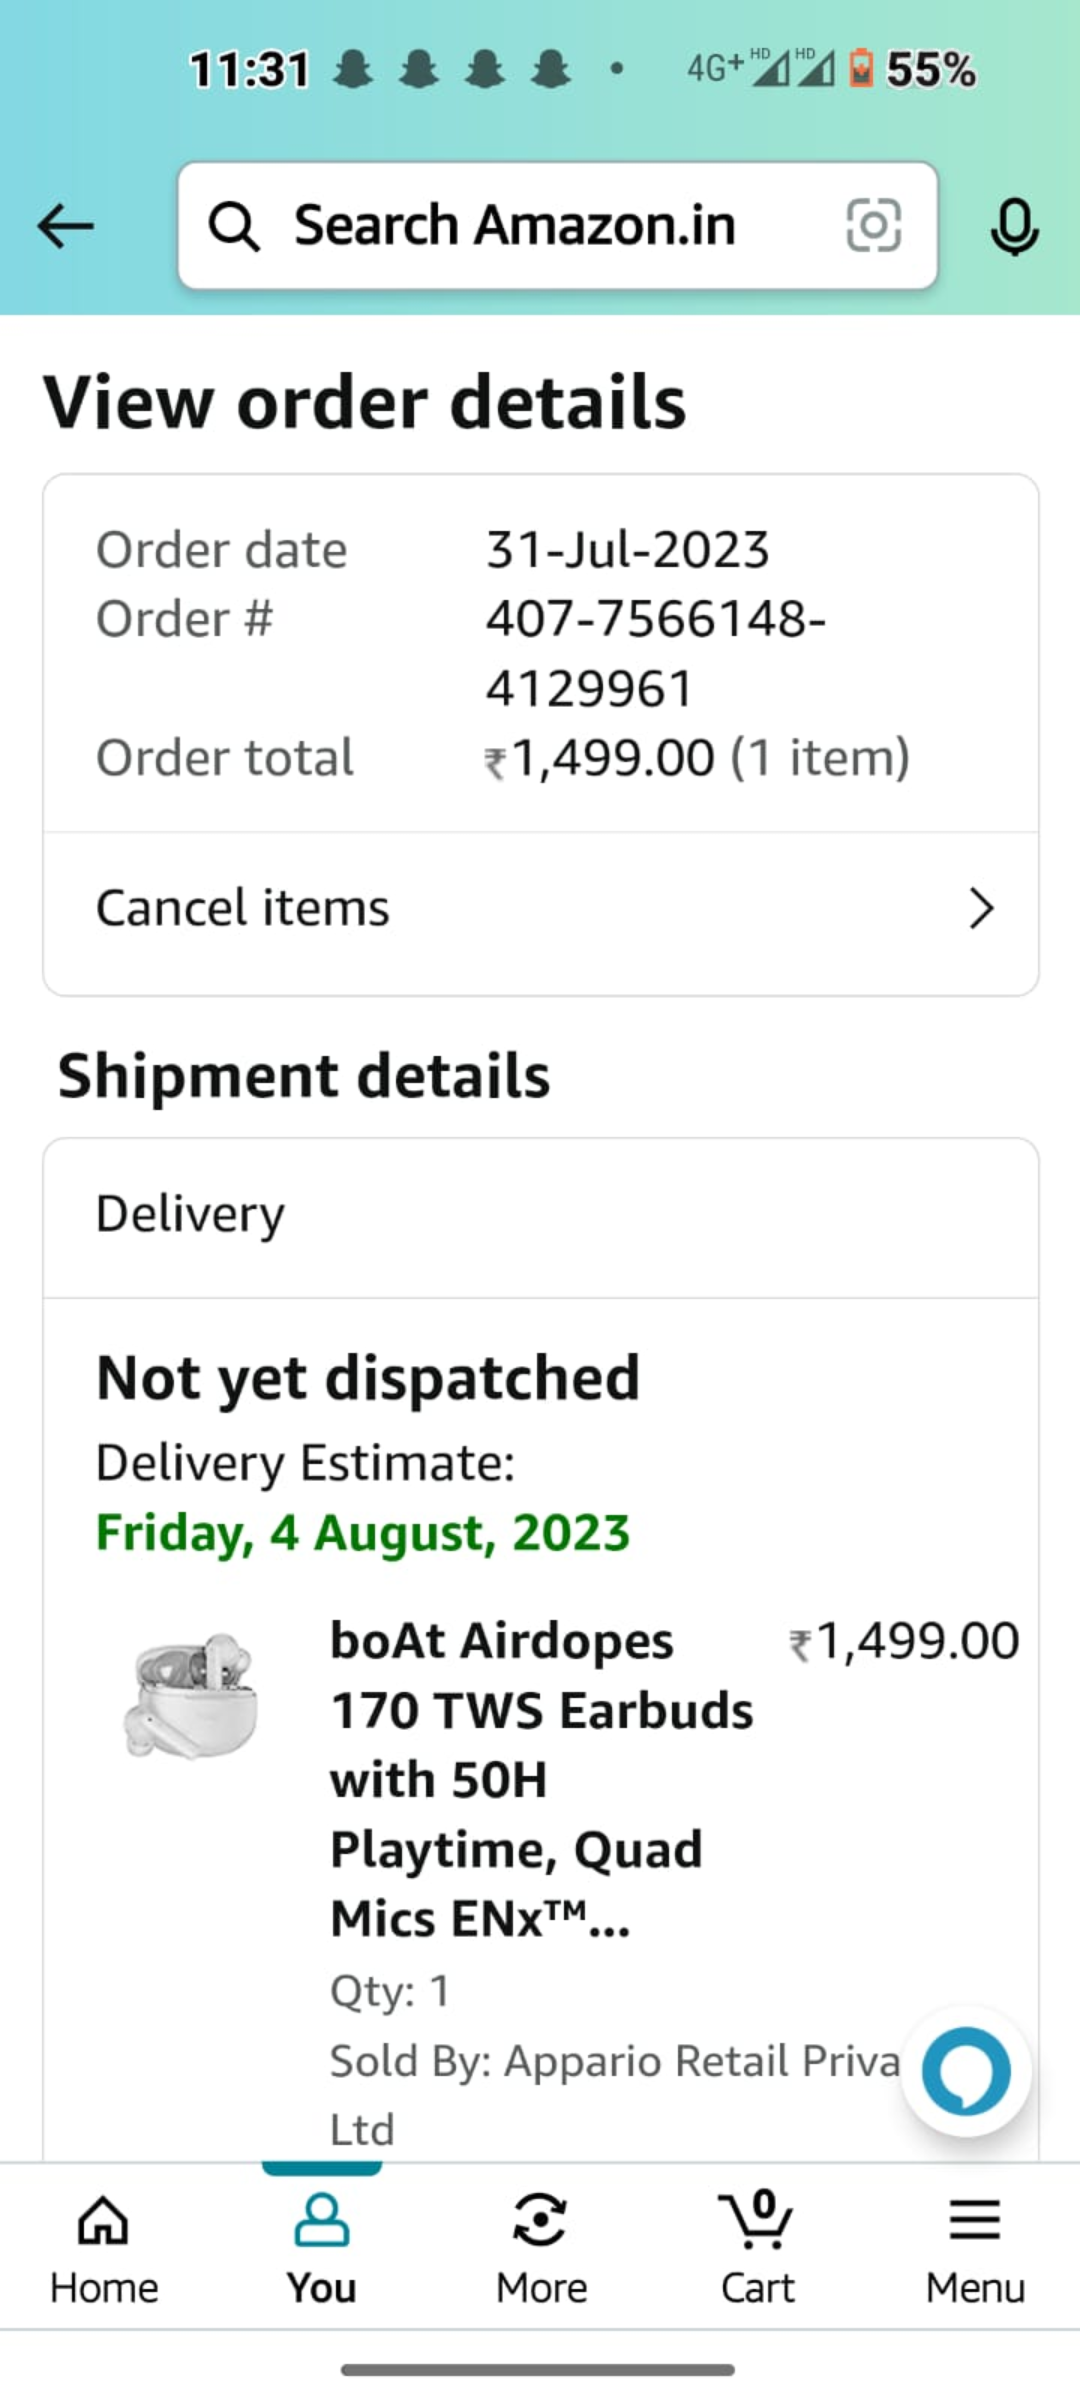 11:31 4G+ HD HD 55%
Search Amazon.in
View order details
Order date 31-Jul-2023
Order # 407-7566148-
4129961
Order total ₹1,499.00 (1 item)
Cancel items
Shipment details
Delivery
Not yet dispatched
Delivery Estimate:
Friday, 4 August, 2023
boAt Airdopes ₹1,499.00
170 TWS Earbuds
with 50H
Playtime, Quad
Mics ENx™...
Qty: 1
Sold By: Appario Retail Priva
Ltd
0
Home You More Cart Menu